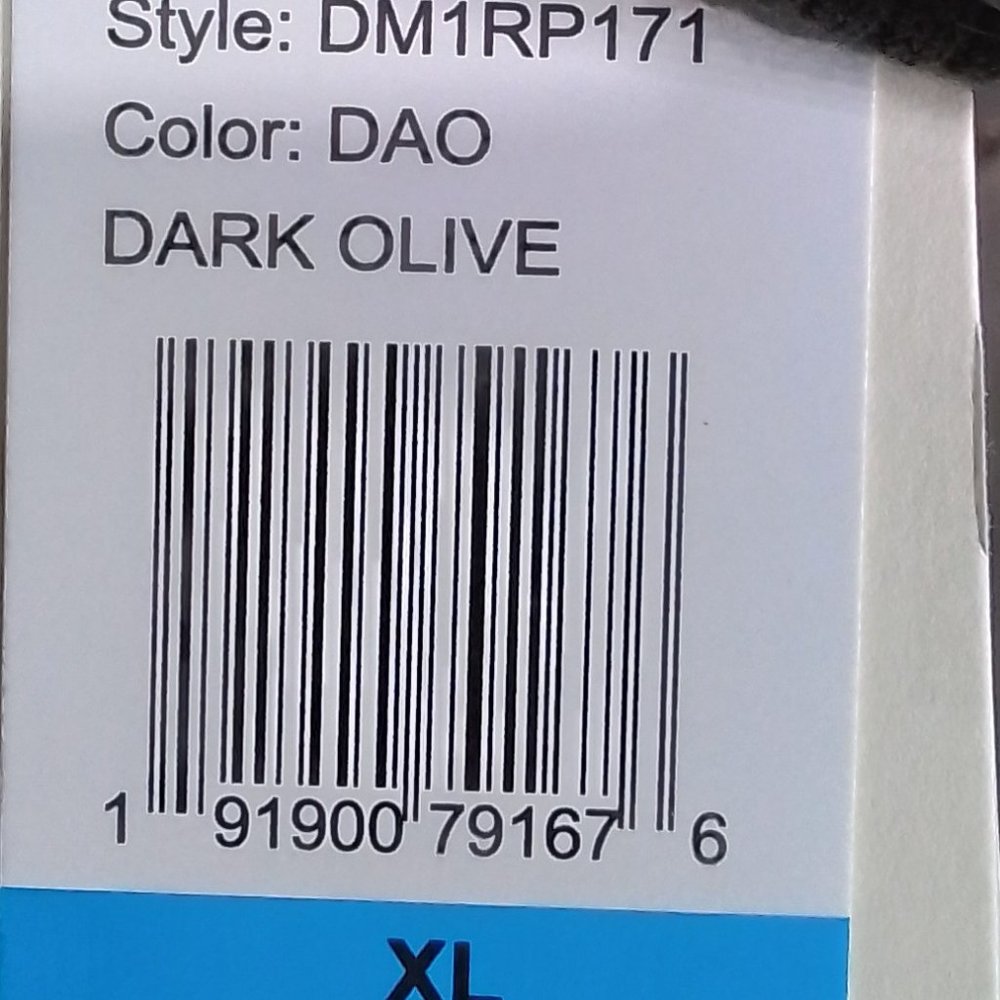 Style: DM1RP171
Color: DAO
DARK OLIVE
1 91900 79167 6
XL